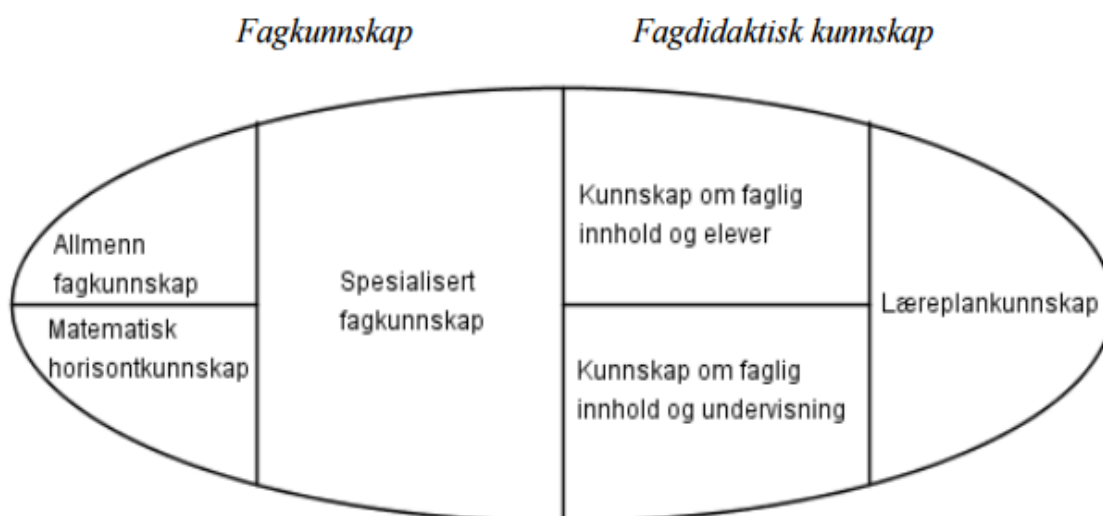 Fagkunnskap
Fagdidaktisk kunnskap
Allmenn
fagkunnskap
Matematisk
horisontkunnskap
Spesialisert
fagkunnskap
Kunnskap om faglig
innhold og elever
Kunnskap om faglig
innhold og undervisning
Læreplankunnskap